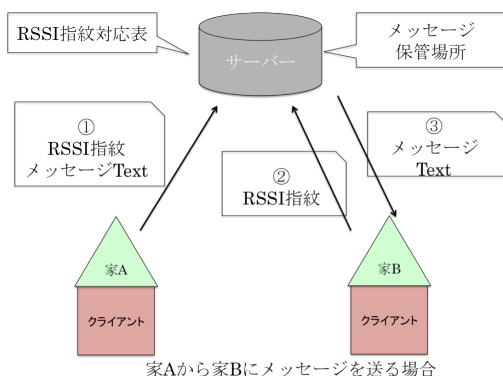 RSSI指紋対応表
サーバー
メッセージ
保管場所
①
RSSI指紋
メッセージText
②
RSSI指紋
③
メッセージ
Text
家A
クライアント
家B
クライアント
家Aから家Bにメッセージを送る場合